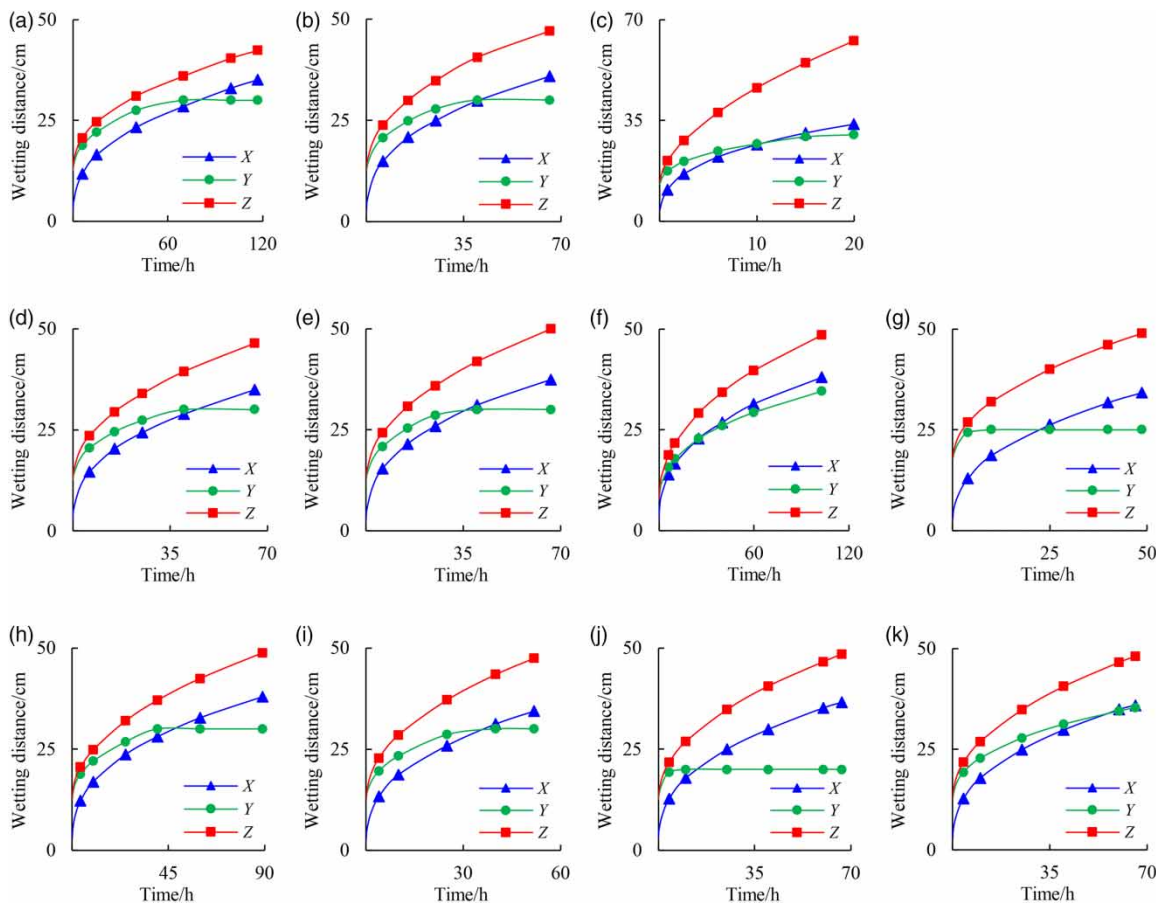 (a)
50
25
0
60
120
Wetting distance/cm
Time/h
X
Y
Z
(b)
50
25
0
35
70
Wetting distance/cm
Time/h
X
Y
Z
(c)
70
35
0
10
20
Wetting distance/cm
Time/h
X
Y
Z
(d)
50
25
0
35
70
Wetting distance/cm
Time/h
X
Y
Z
(e)
50
25
0
35
70
Wetting distance/cm
Time/h
X
Y
Z
(f)
50
25
0
60
120
Wetting distance/cm
Time/h
X
Y
Z
(g)
50
25
0
25
50
Wetting distance/cm
Time/h
X
Y
Z
(h)
50
25
0
45
90
Wetting distance/cm
Time/h
X
Y
Z
(i)
50
25
0
30
60
Wetting distance/cm
Time/h
X
Y
Z
(j)
50
25
0
35
70
Wetting distance/cm
Time/h
X
Y
Z
(k)
50
25
0
35
70
Wetting distance/cm
Time/h
X
Y
Z